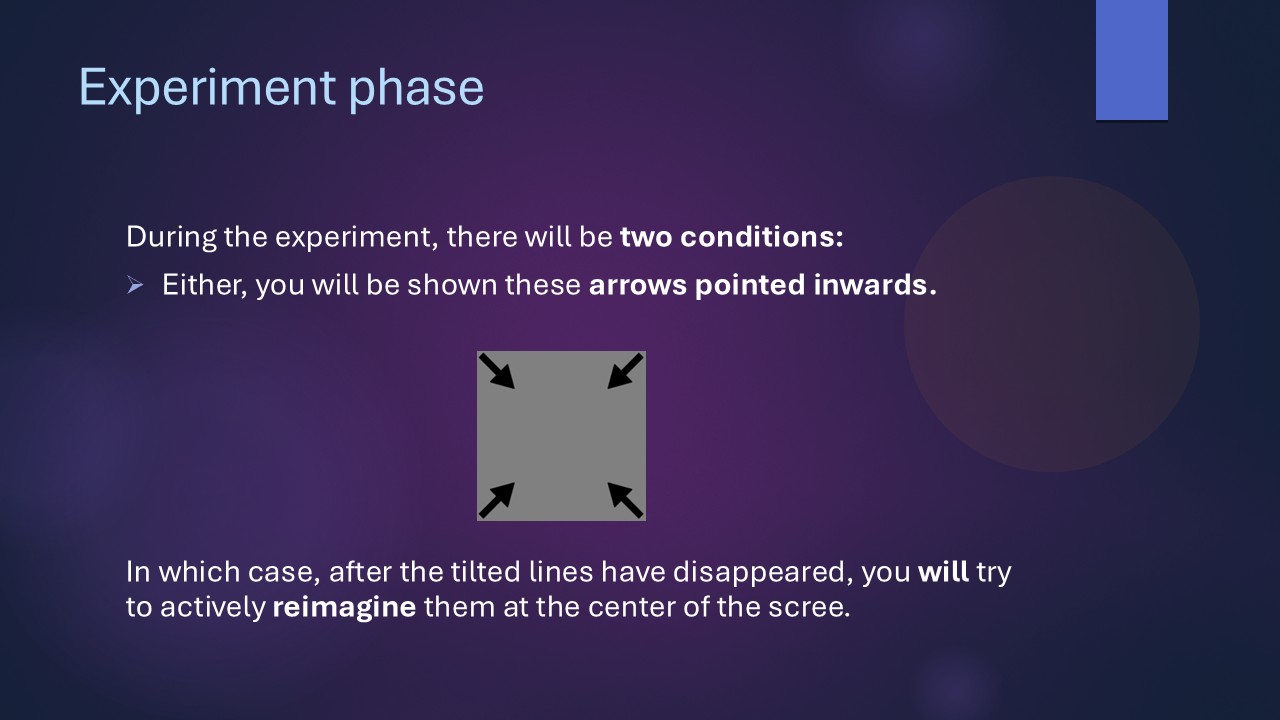 Experiment phase
During the experiment, there will be two conditions:
Either, you will be shown these arrows pointed inwards.
In which case, after the tilted lines have disappeared, you will try
to actively reimagine them at the center of the scree.